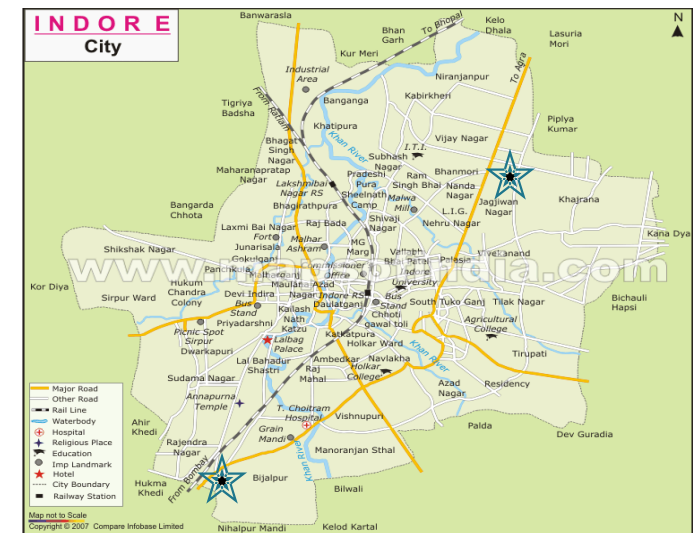 INDORE
City
N
Banwarasla
Bhan
Garh
To Bhopal
Kelo
Dhala
Lasuria
Mori
Kur Meri
To Agra
Industrial
Area
Niranjanpur
From Ratlam
Banganga
Kabirkheri
Tigriya
Badsha
Piplya
Kumar
Khatipura
Khan River
Vijay Nagar
Bhagat
Singh
Nagar
I.T.I.
Subhash
Nagar
Maharanapratap
Nagar
Pradeshi
Pura
Ram
Singh Bhai
Bhanmori
Nanda
Nagar
Lakshmibai
Nagar RS
Sheelnath
Camp
Malwa
Mill
Jagjiwan
Nagar
Khajrana
Bangarda
Chhota
Bhagirathpura
L.I.G.
Shivaji
Nagar
Nehru Nagar
Laxmi Bai Nagar
Fort
Raj Bada
Kana Dya
Shikshak Nagar
Junarisala
Malhar
Ashram
MG
Marg
Vallabh
Bhai Patel
Palasia
Vivekanand
Gokulganj
Commissioner
Office
Indore
University
www.mapsofindia.com
Panchkula
Malharganj
Kor Diya
Sirpur Ward
Hukum
Chandra
Colony
Maulana Azad
Nagar
Indore RS
Devi Indira
Bus
Stand
Daulatganj
Bus
Stand
South Tuko Ganj
Tilak Nagar
Bichauli
Hapsi
Kailash
Nath
Katzu
Chhoti
gawal toli
Priyadarshni
Agricultural
College
Picnic Spot
Sirpur
Lalbag
Palace
Katkatpura
Holkar Ward
Khan River
Dwarkapuri
Tirupati
Lal Bahadur
Shastri
Ambedkar
Navlakha
Raj
Mahal
Holkar
College
Sudama Nagar
Azad
Nagar
Residency
Annapurna
Temple
T. Choitram
Hospital
Vishnupuri
Palda
Dev Guradia
Ahir
Khedi
Grain
Mandi
Rajendra
Nagar
Manoranjan Sthal
Khan River
Hukma
Khedi
From Bombay
Bijalpur
Bilwali
Nihalpur Mandi
Kelod Kartal
Major Road
Other Road
Rail Line
Waterbody
Hospital
Religious Place
Education
Imp Landmark
Hotel
City Boundary
Railway Station
Map not to Scale
Copyright © 2007 Compare Infobase Limited